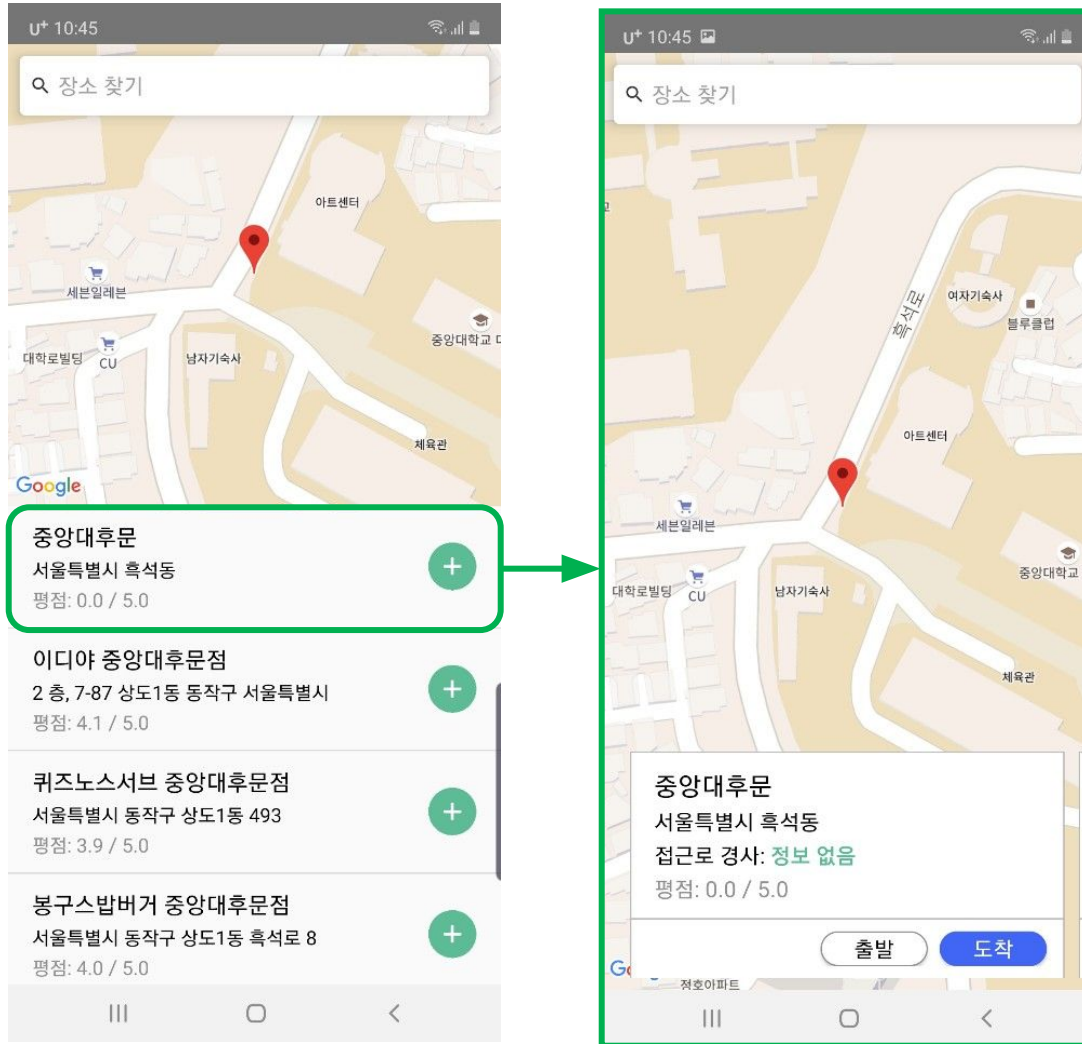 U+ 10:45
장소 찾기
아트센터
세븐일레븐
중앙대학교 대
대학로빌딩
CU
남자기숙사
체육관
Google
중앙대후문
서울특별시 흑석동
평점: 0.0 / 5.0
이디야 중앙대후문점
2 층, 7-87 상도1동 동작구 서울특별시
평점: 4.1 / 5.0
퀴즈노스서브 중앙대후문점
서울특별시 동작구 상도1동 493
평점: 3.9 / 5.0
봉구스밥버거 중앙대후문점
서울특별시 동작구 상도1동 흑석로 8
평점: 4.0 / 5.0
U+ 10:45
장소 찾기
여자기숙사
블루클럽
흑석로
아트센터
세븐일레븐
중앙대학교
대학로빌딩
CU
남자기숙사
체육관
중앙대후문
서울특별시 흑석동
접근로 경사: 정보 없음
평점: 0.0 / 5.0
출발 도착
정호아파트